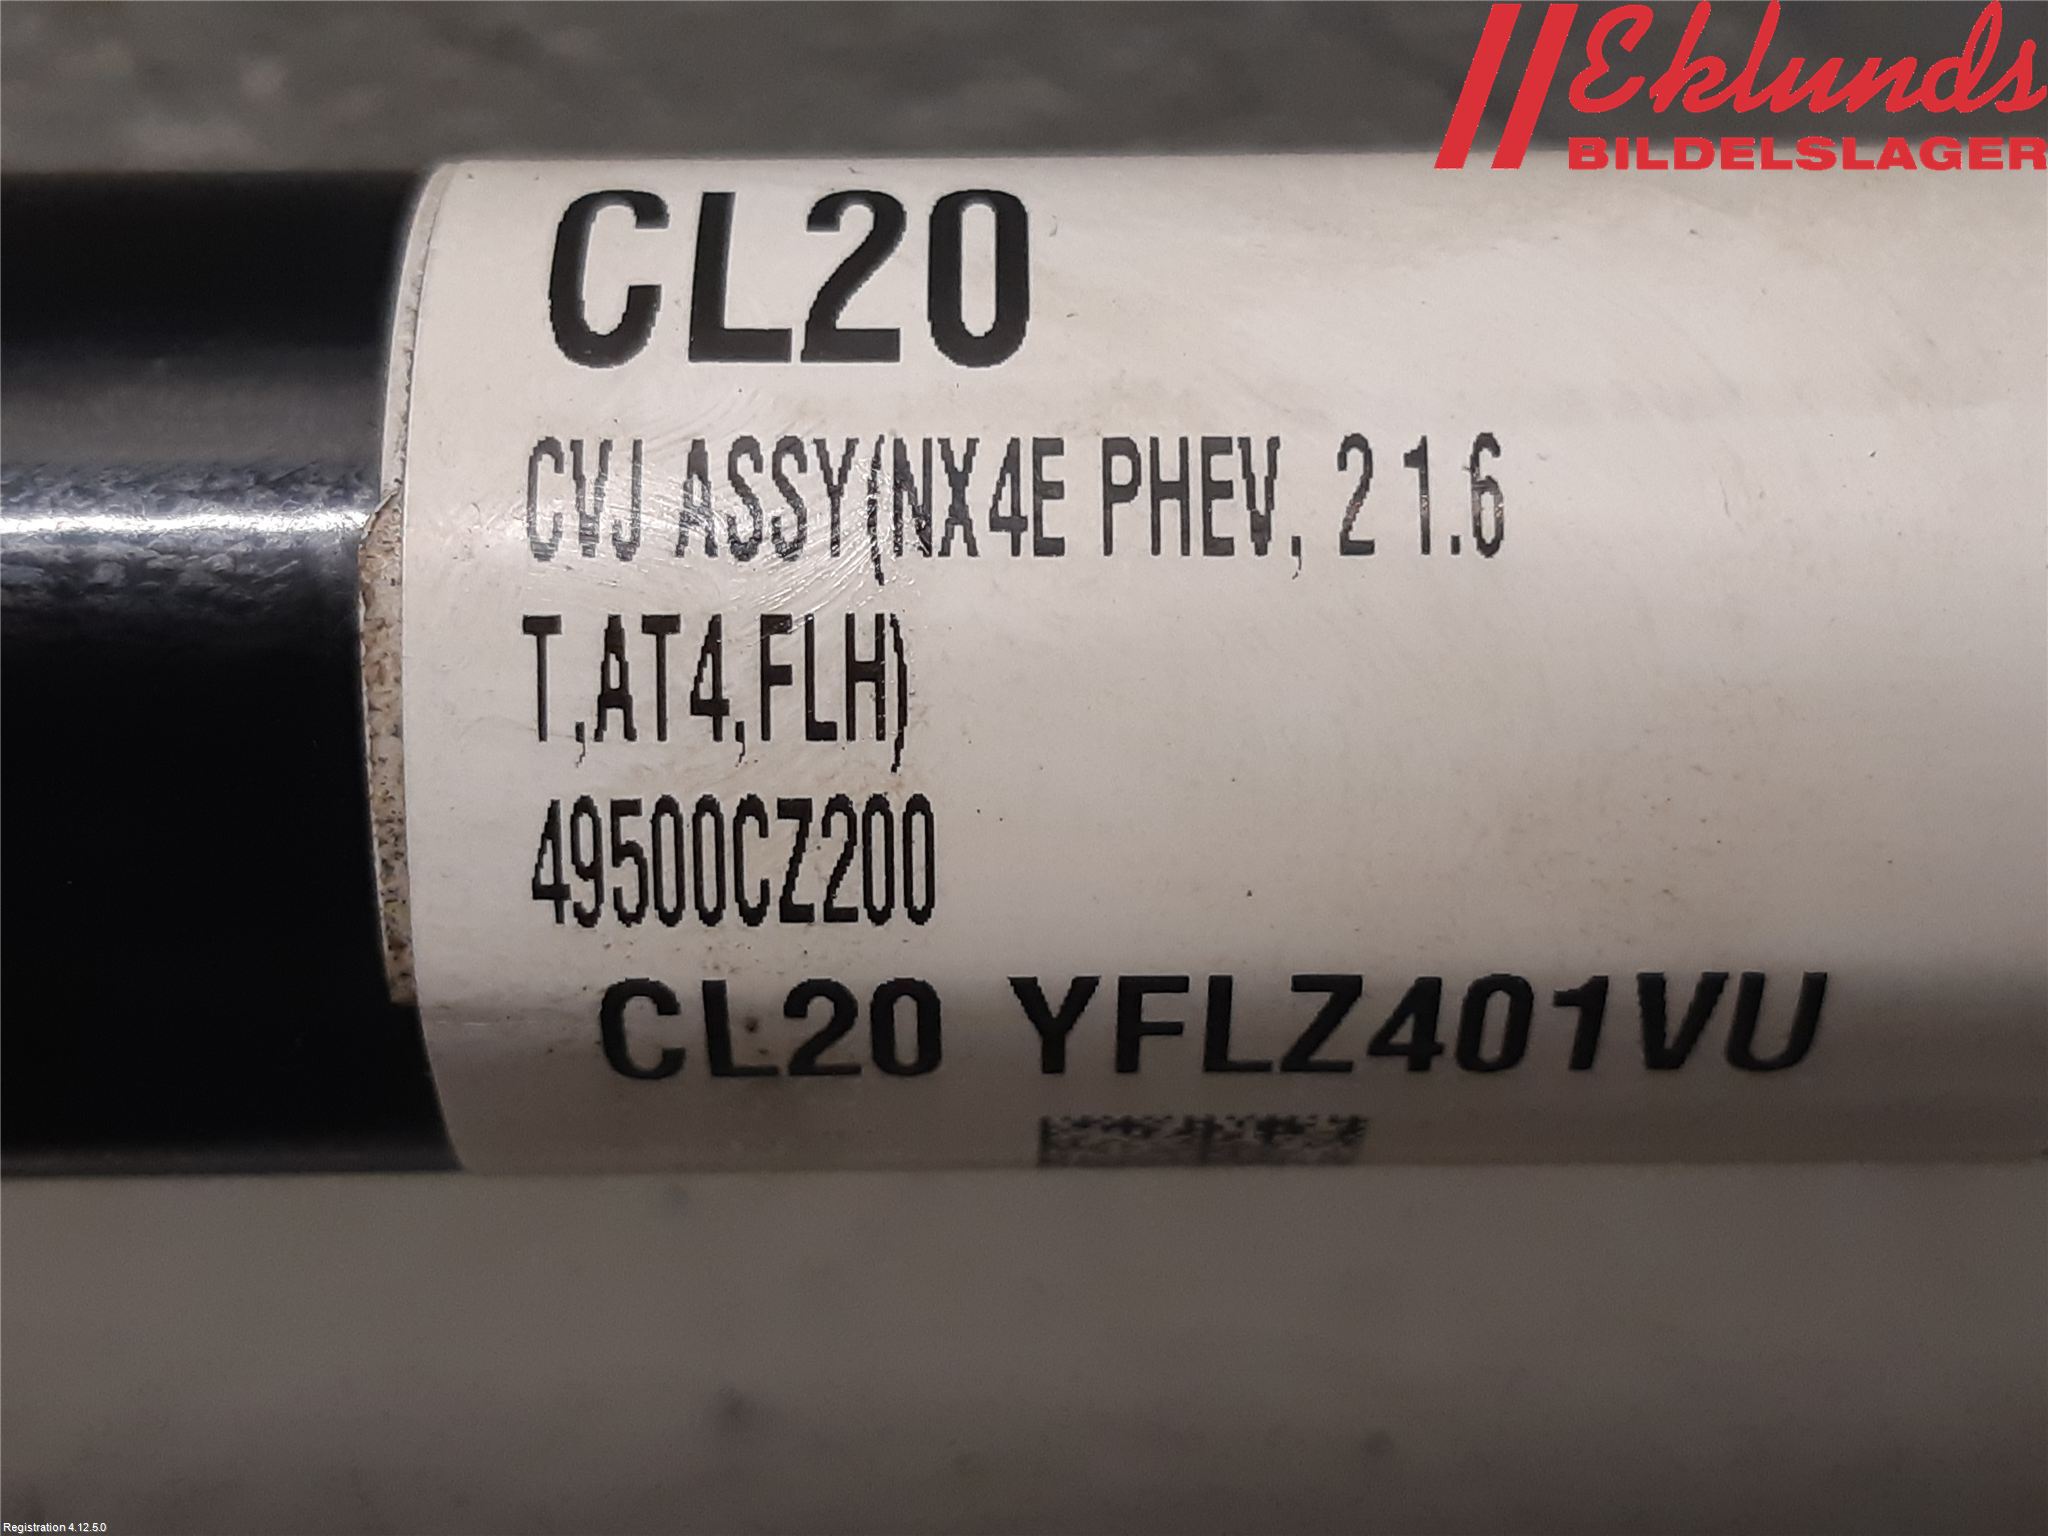 Eklunds
BILDELSLAGER
CL20
CVJ ASSY(NX4E PHEV, 2 1.6
T,AT4,FLH)
49500CZ200
CL20 YFLZ401VU
Registration 4.12.5.0